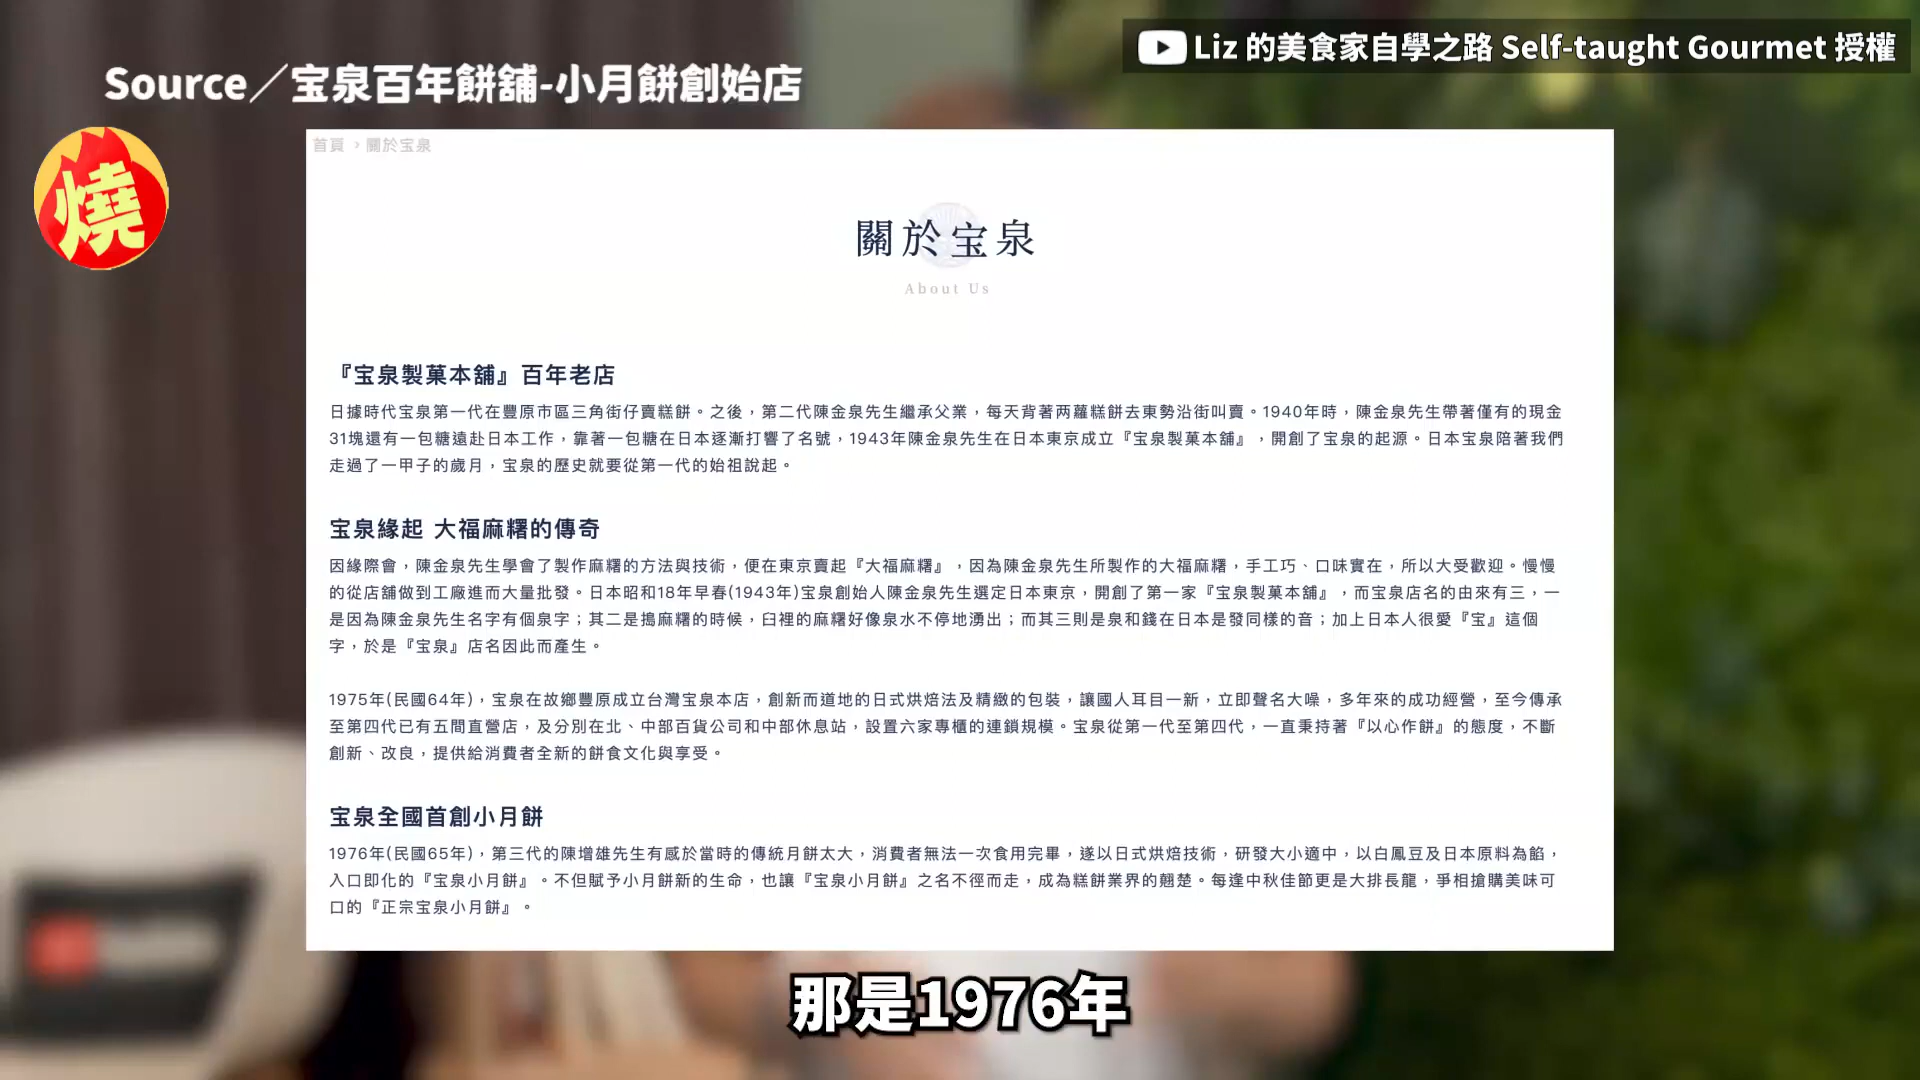 Liz 的美食家自學之路 Self-taught Gourmet 授權
Source／宝泉百年餅舖-小月餅創始店
燒
首頁 › 關於宝泉
關於宝泉
About Us
『宝泉製菓本舖』百年老店
日據時代宝泉第一代在豐原市區三角街仔賣糕餅。之後，第二代陳金泉先生繼承父業，每天背著两蘿糕餅去東勢沿街叫賣。1940年時，陳金泉先生帶著僅有的現金
31塊還有一包糖遠赴日本工作，靠著一包糖在日本逐漸打響了名號，1943年陳金泉先生在日本東京成立『宝泉製菓本舖』，開創了宝泉的起源。日本宝泉陪著我們
走過了一甲子的歲月，宝泉的歷史就要從第一代的始祖說起。
宝泉緣起 大福麻糬的傳奇
因緣際會，陳金泉先生學會了製作麻糬的方法與技術，便在東京賣起『大福麻糬』，因為陳金泉先生所製作的大福麻糬，手工巧、口味實在，所以大受歡迎。慢慢
的從店舖做到工廠進而大量批發。日本昭和18年早春(1943年)宝泉創始人陳金泉先生選定日本東京，開創了第一家『宝泉製菓本舖』，而宝泉店名的由來有三，一
是因為陳金泉先生名字有個泉字；其二是搗麻糬的時候，臼裡的麻糬好像泉水不停地湧出；而其三則是泉和錢在日本是發同樣的音；加上日本人很愛『宝』這個
字，於是『宝泉』店名因此而產生。
1975年(民國64年)，宝泉在故鄉豐原成立台灣宝泉本店，創新而道地的日式烘焙法及精緻的包裝，讓國人耳目一新，立即聲名大噪，多年來的成功經營，至今傳承
至第四代已有五間直營店，及分別在北、中部百貨公司和中部休息站，設置六家專櫃的連鎖規模。宝泉從第一代至第四代，一直秉持著『以心作餅』的態度，不斷
創新、改良，提供給消費者全新的餅食文化與享受。
宝泉全國首創小月餅
1976年(民國65年)，第三代的陳增雄先生有感於當時的傳統月餅太大，消費者無法一次食用完畢，遂以日式烘焙技術，研發大小適中，以白鳳豆及日本原料為餡，
入口即化的『宝泉小月餅』。不但賦予小月餅新的生命，也讓『宝泉小月餅』之名不徑而走，成為糕餅業界的翹楚。每逢中秋佳節更是大排長龍，爭相搶購美味可
口的『正宗宝泉小月餅』。
那是1976年